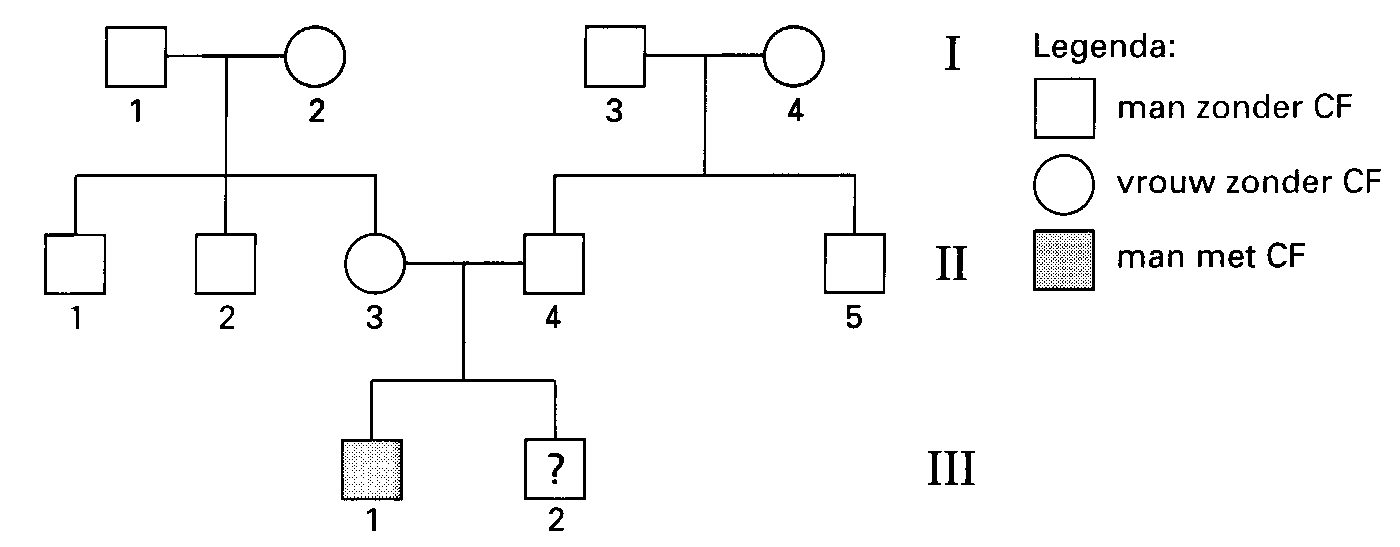 1 2 3 4 I
Legenda:
man zonder CF
vrouw zonder CF
man met CF
1 2 3 4 5 II
?
1 2 III